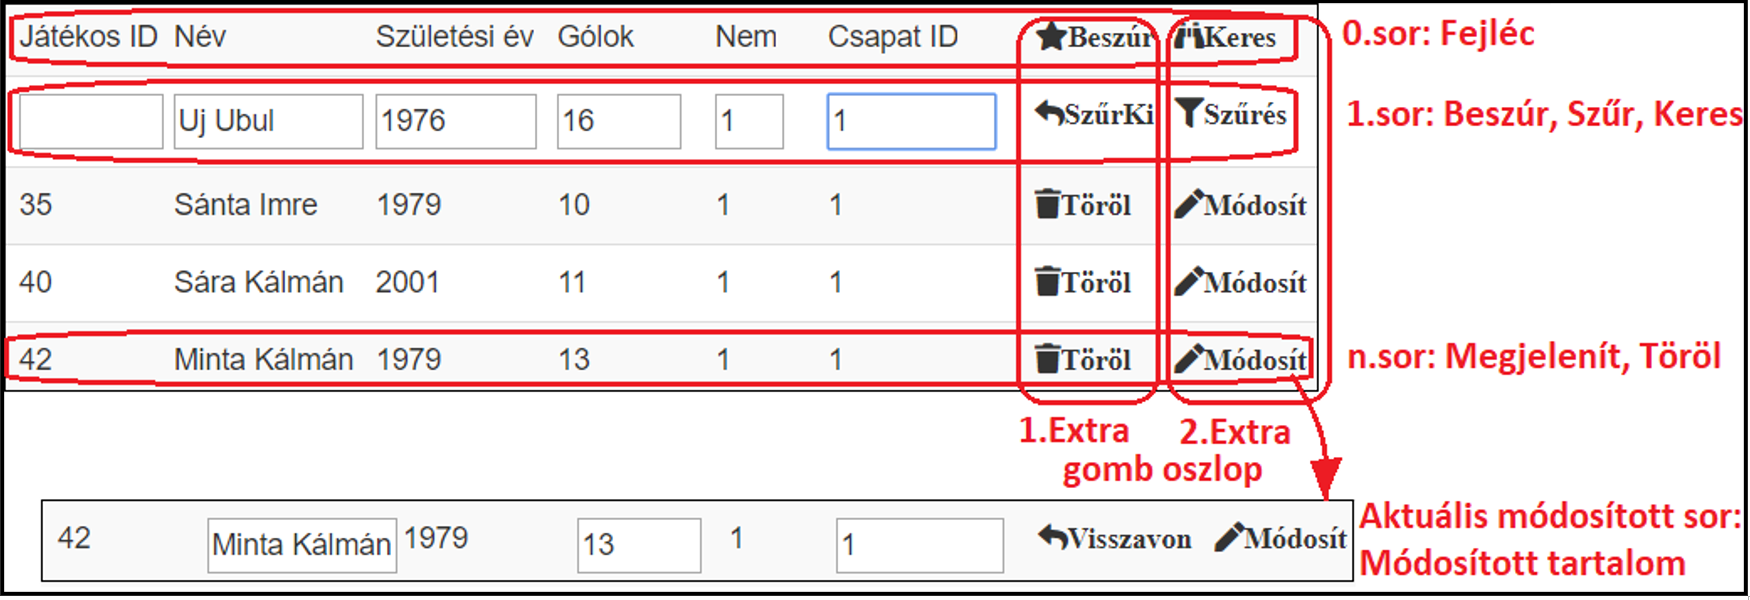 Játékos ID Név Születési év Gólok Nem Csapat ID Beszúr Keres 0.sor: Fejléc
Uj Ubul 1976 16 1 1 SzűrKi Szűrés 1.sor: Beszúr, Szűr, Keres
35 Sánta Imre 1979 10 1 1 Töröl Módosít
40 Sára Kálmán 2001 11 1 1 Töröl Módosít
42 Minta Kálmán 1979 13 1 1 Töröl Módosít n.sor: Megjelenít, Töröl
1.Extra 2.Extra
gomb oszlop
42 Minta Kálmán 1979 13 1 1 Visszavon Módosít Aktuális módosított sor:
Módosított tartalom